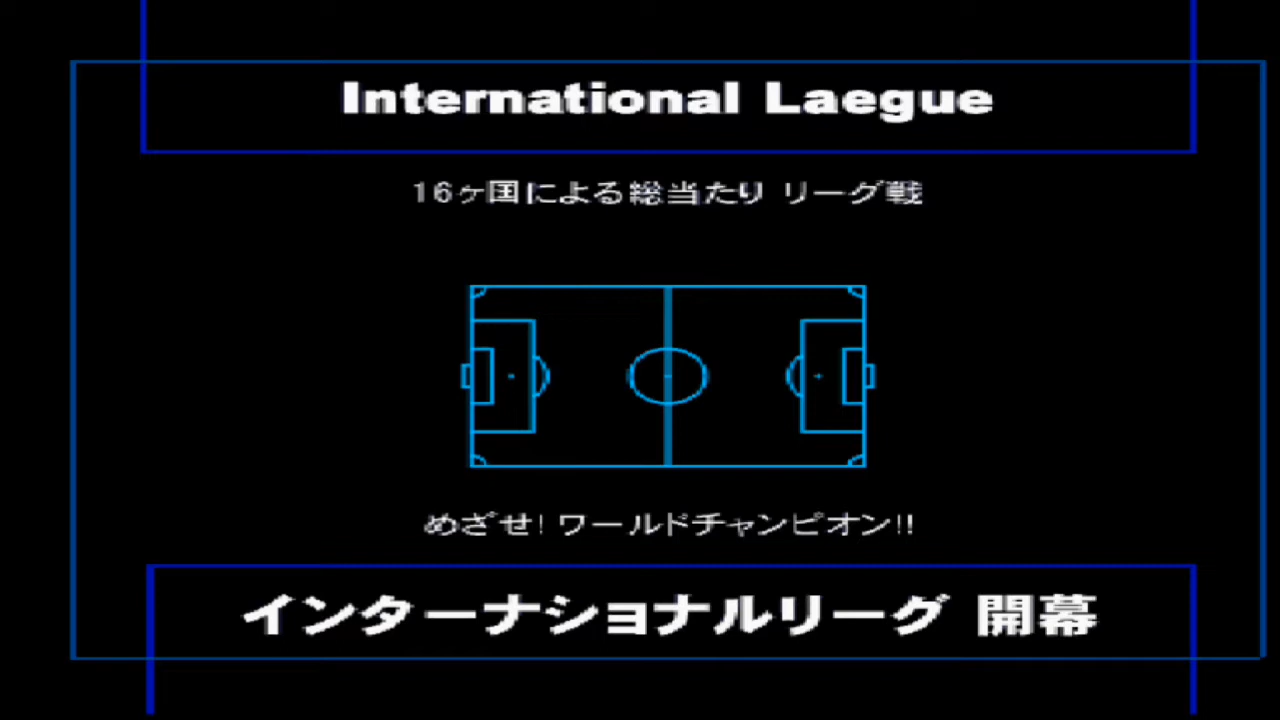 International Laegue
16ヶ国による総当たり リーグ戦
めざせ! ワールドチャンピオン!!
インターナショナルリーグ 開幕